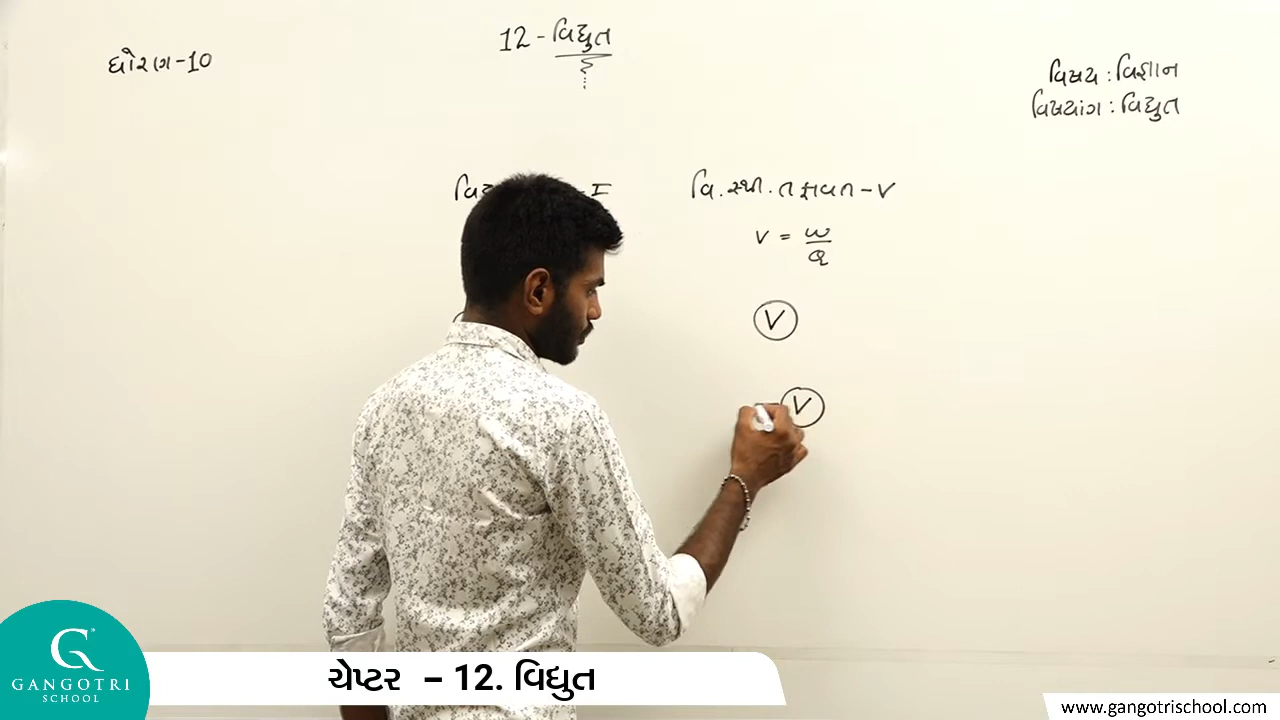 ધોરણ-10
12 - વિદ્યુત
વિષય : વિજ્ઞાન
વિષયાંગ : વિદ્યુત
- I
વિ.સ્થિ.તફાવત - V
V = W/Q
V
V
GANGOTRI
SCHOOL
ચેપ્ટર – 12. વિદ્યુત
www.gangotrischool.com